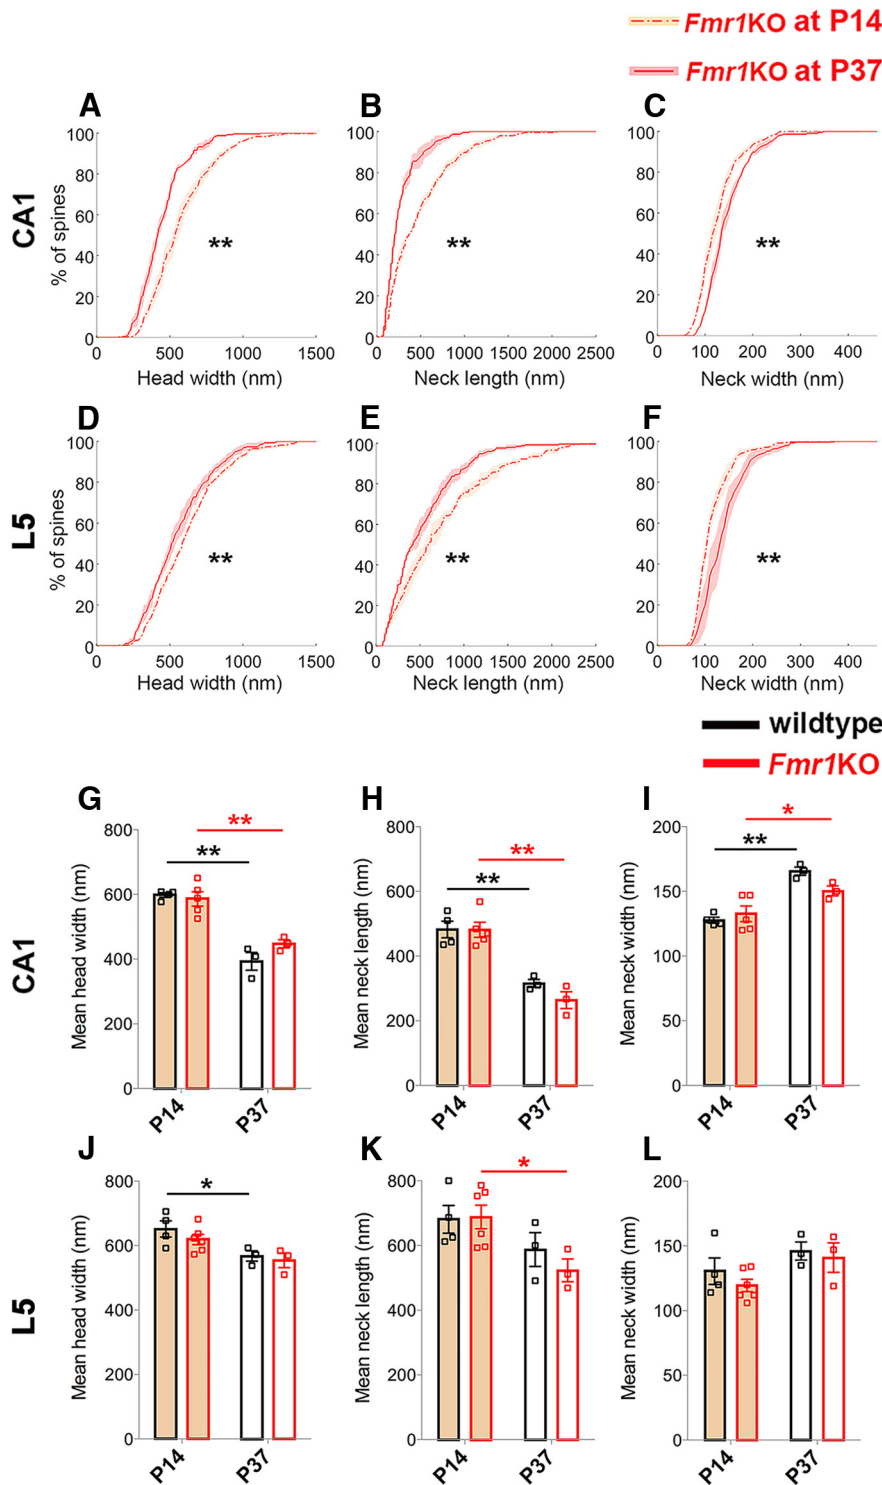 Fmr1KO at P14
Fmr1KO at P37
A B C
CA1
% of spines
100
80
60
40
20
0
**
0 500 1000 1500
Head width (nm)
100
80
60
40
20
0
**
0 500 1000 1500 2000 2500
Neck length (nm)
100
80
60
40
20
0
**
0 100 200 300 400
Neck width (nm)
D E F
L5
% of spines
100
80
60
40
20
0
**
0 500 1000 1500
Head width (nm)
100
80
60
40
20
0
**
0 500 1000 1500 2000 2500
Neck length (nm)
100
80
60
40
20
0
**
0 100 200 300 400
Neck width (nm)
wildtype
Fmr1KO
G H I
CA1
Mean head width (nm)
800
600
400
200
0
**
**
P14 P37
Mean neck length (nm)
800
600
400
200
0
**
**
P14 P37
Mean neck width (nm)
200
150
100
50
0
*
**
P14 P37
J K L
L5
Mean head width (nm)
800
600
400
200
0
*
P14 P37
Mean neck length (nm)
800
600
400
200
0
*
P14 P37
Mean neck width (nm)
200
150
100
50
0
P14 P37